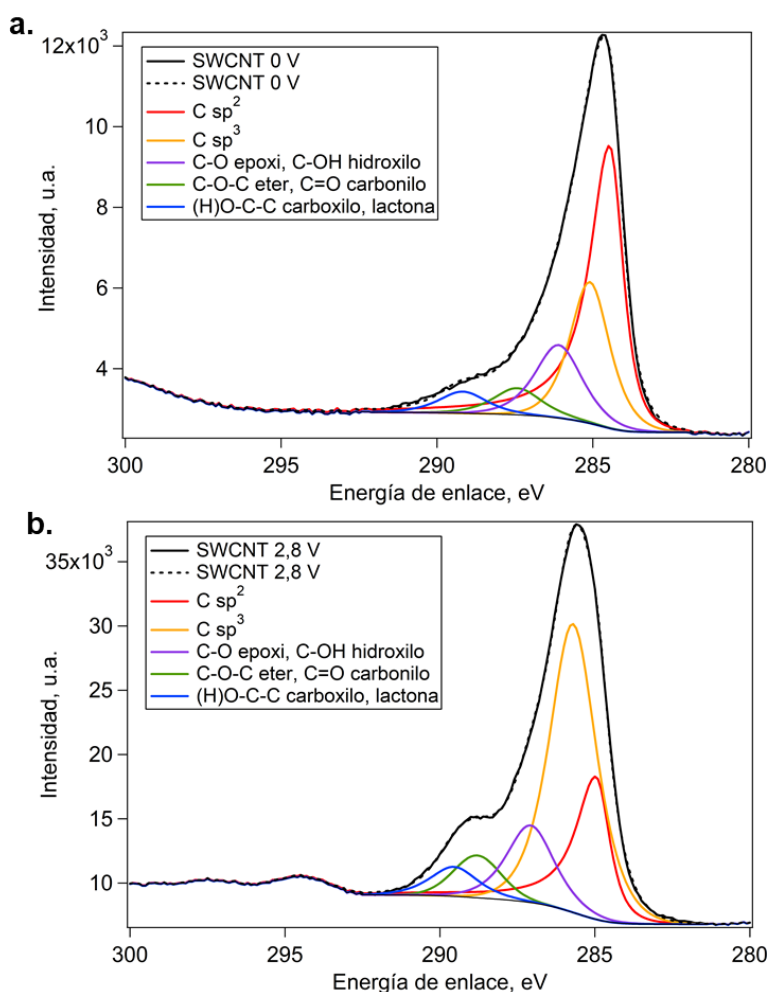 a.
12x10³
10
8
6
4
Intensidad, u.a.
SWCNT 0 V
SWCNT 0 V
C sp²
C sp³
C-O epoxi, C-OH hidroxilo
C-O-C eter, C=O carbonilo
(H)O-C-C carboxilo, lactona
300 295 290 285 280
Energía de enlace, eV
b.
35x10³
30
25
20
15
10
Intensidad, u.a.
SWCNT 2,8 V
SWCNT 2,8 V
C sp²
C sp³
C-O epoxi, C-OH hidroxilo
C-O-C eter, C=O carbonilo
(H)O-C-C carboxilo, lactona
300 295 290 285 280
Energía de enlace, eV